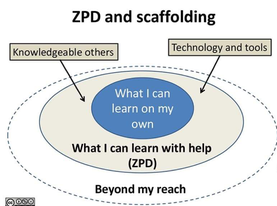 ZPD and scaffolding
Knowledgeable others
Technology and tools
What I can
learn on my
own
What I can learn with help
(ZPD)
Beyond my reach